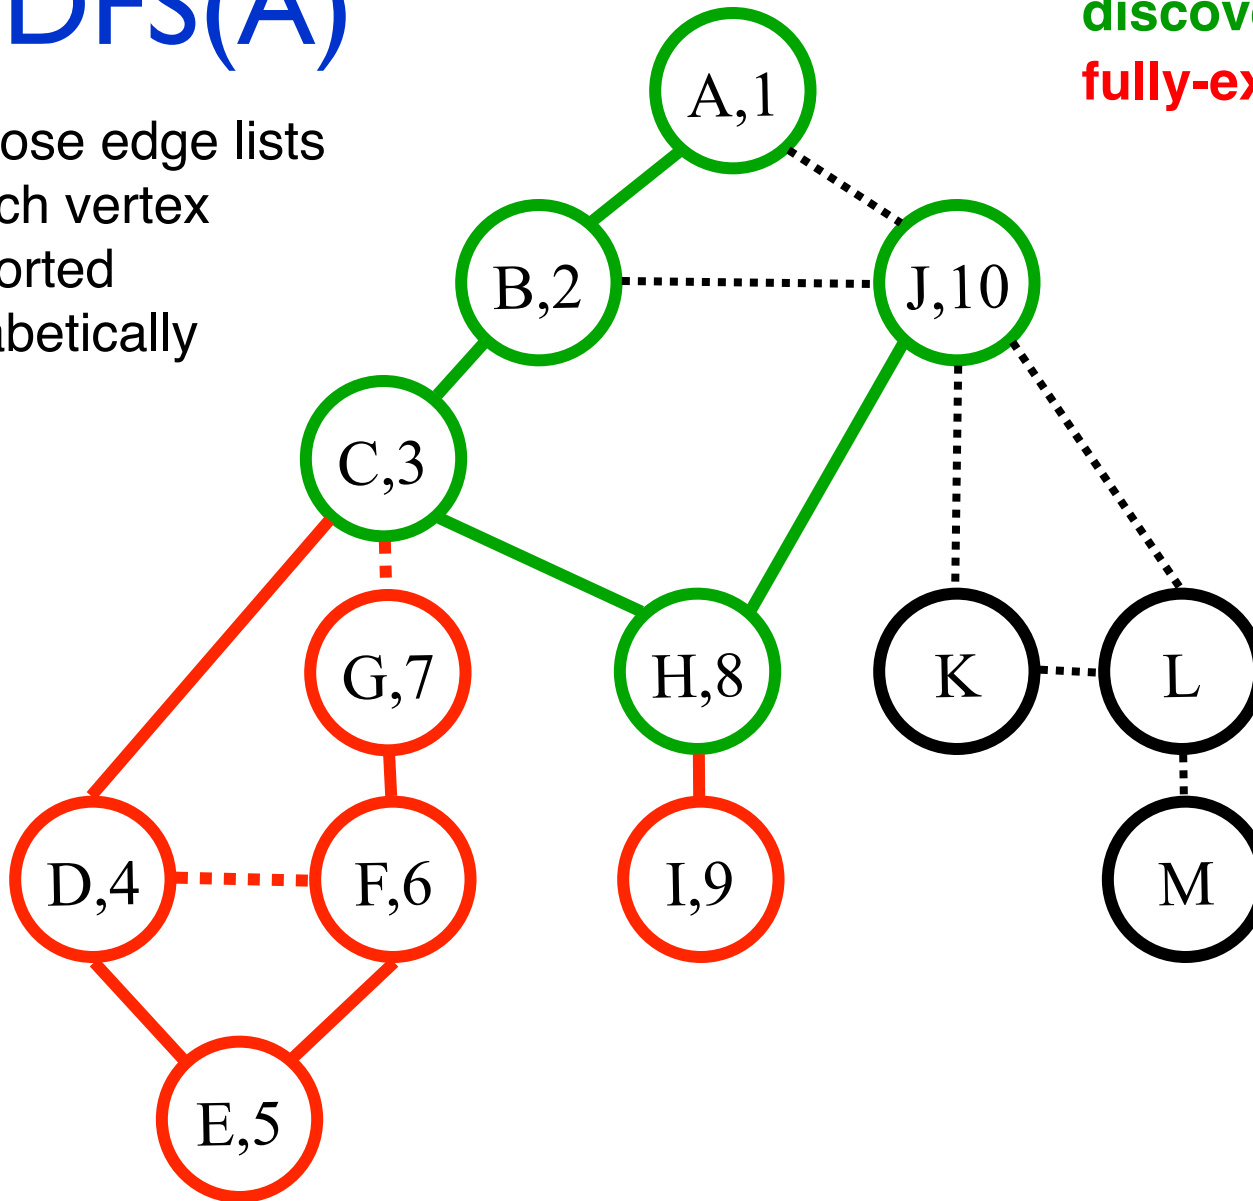 DFS(A)
discove
fully-ex
ose edge lists
ch vertex
orted
abetically
A,1
B,2
J,10
C,3
G,7
H,8
K
L
D,4
F,6
I,9
M
E,5